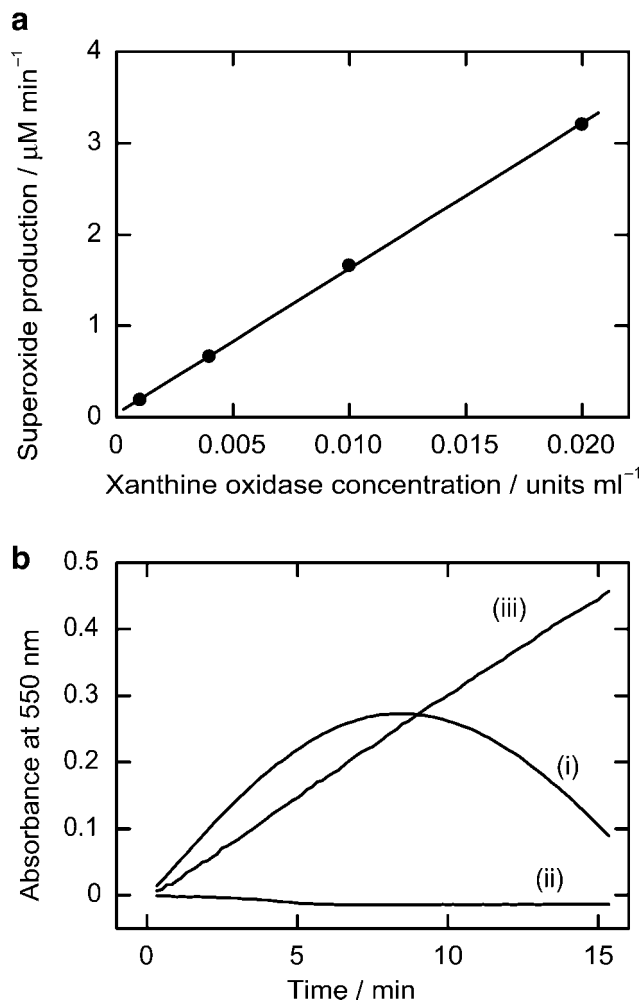 a
Superoxide production / μM min⁻¹
4
3
2
1
0
0 0.005 0.010 0.015 0.020
Xanthine oxidase concentration / units ml⁻¹
b
Absorbance at 550 nm
0.5
0.4
0.3
0.2
0.1
0
(iii)
(i)
(ii)
0 5 10 15
Time / min